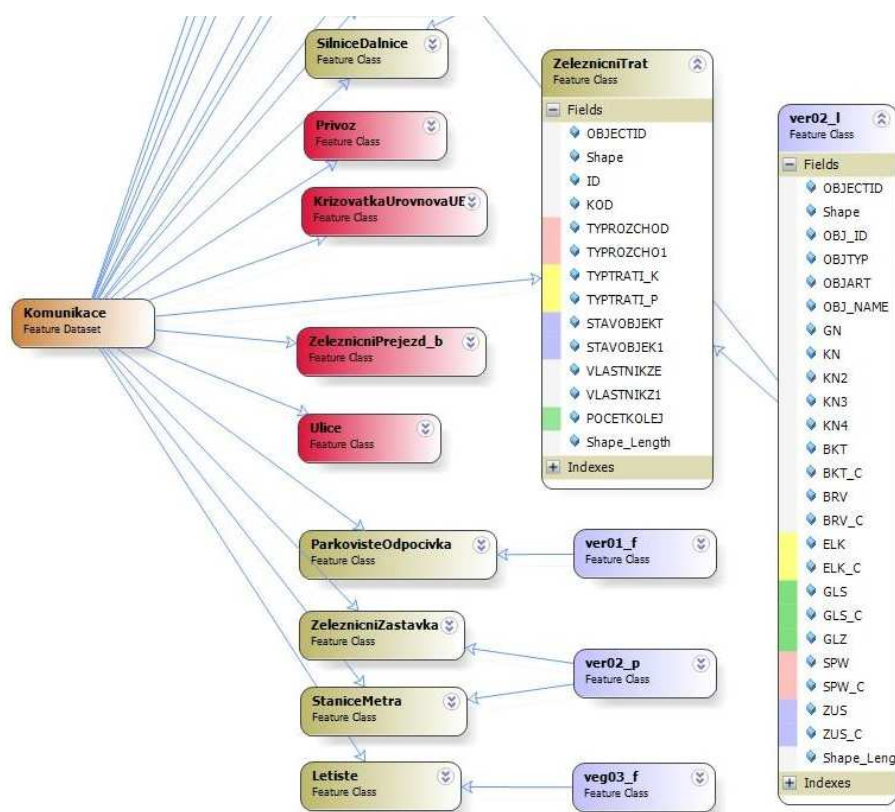 SilniceDalnice
Feature Class
Privoz
Feature Class
KrizovatkaUrovnovaUE
Feature Class
Komunikace
Feature Dataset
ZeleznicniPrejezd_b
Feature Class
Ulice
Feature Class
ParkovisteOdpocivka
Feature Class
ZeleznicniZastavka
Feature Class
StaniceMetra
Feature Class
Letiste
Feature Class
ZeleznicniTrat
Feature Class
Fields
OBJECTID
Shape
ID
KOD
TYPROZCHOD
TYPROZCHO1
TYPTRATI_K
TYPTRATI_P
STAVOBJEKT
STAVOBJEK1
VLASTNIKZE
VLASTNIKZ1
POCETKOLEJ
Shape_Length
Indexes
ver01_f
Feature Class
ver02_p
Feature Class
veg03_f
Feature Class
ver02_l
Feature Class
Fields
OBJECTID
Shape
OBJ_ID
OBJTYP
OBJART
OBJ_NAME
GN
KN
KN2
KN3
KN4
BKT
BKT_C
BRV
BRV_C
ELK
ELK_C
GLS
GLS_C
GLZ
SPW
SPW_C
ZUS
ZUS_C
Shape_Leng
Indexes